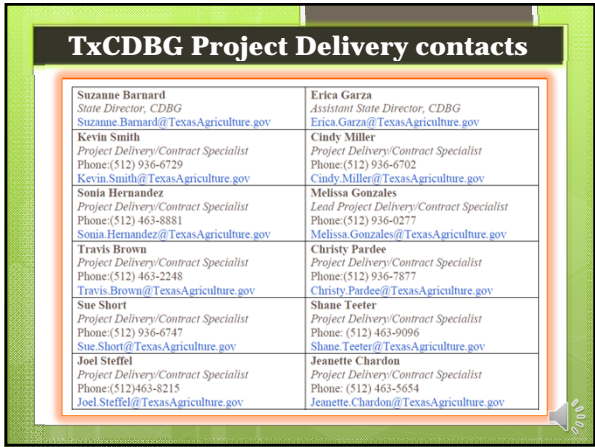 TxCDBG Project Delivery contacts
Suzanne Barnard
State Director, CDBG
Suzanne.Barnard@TexasAgriculture.gov
Erica Garza
Assistant State Director, CDBG
Erica.Garza@TexasAgriculture.gov
Kevin Smith
Project Delivery/Contract Specialist
Phone:(512) 936-6729
Kevin.Smith@TexasAgriculture.gov
Cindy Miller
Project Delivery/Contract Specialist
Phone:(512) 936-6702
Cindy.Miller@TexasAgriculture.gov
Sonia Hernandez
Project Delivery/Contract Specialist
Phone:(512) 463-8881
Sonia.Hernandez@TexasAgriculture.gov
Melissa Gonzales
Lead Project Delivery/Contract Specialist
Phone:(512) 936-0277
Melissa.Gonzales@TexasAgriculture.gov
Travis Brown
Project Delivery/Contract Specialist
Phone:(512) 463-2248
Travis.Brown@TexasAgriculture.gov
Christy Pardee
Project Delivery/Contract Specialist
Phone:(512) 936-7877
Christy.Pardee@TexasAgriculture.gov
Sue Short
Project Delivery/Contract Specialist
Phone:(512) 936-6747
Sue.Short@TexasAgriculture.gov
Shane Teeter
Project Delivery/Contract Specialist
Phone: (512) 463-9096
Shane.Teeter@TexasAgriculture.gov
Joel Steffel
Project Delivery/Contract Specialist
Phone:(512)463-8215
Joel.Steffel@TexasAgriculture.gov
Jeanette Chardon
Project Delivery/Contract Specialist
Phone: (512) 463-5654
Jeanette.Chardon@TexasAgriculture.gov